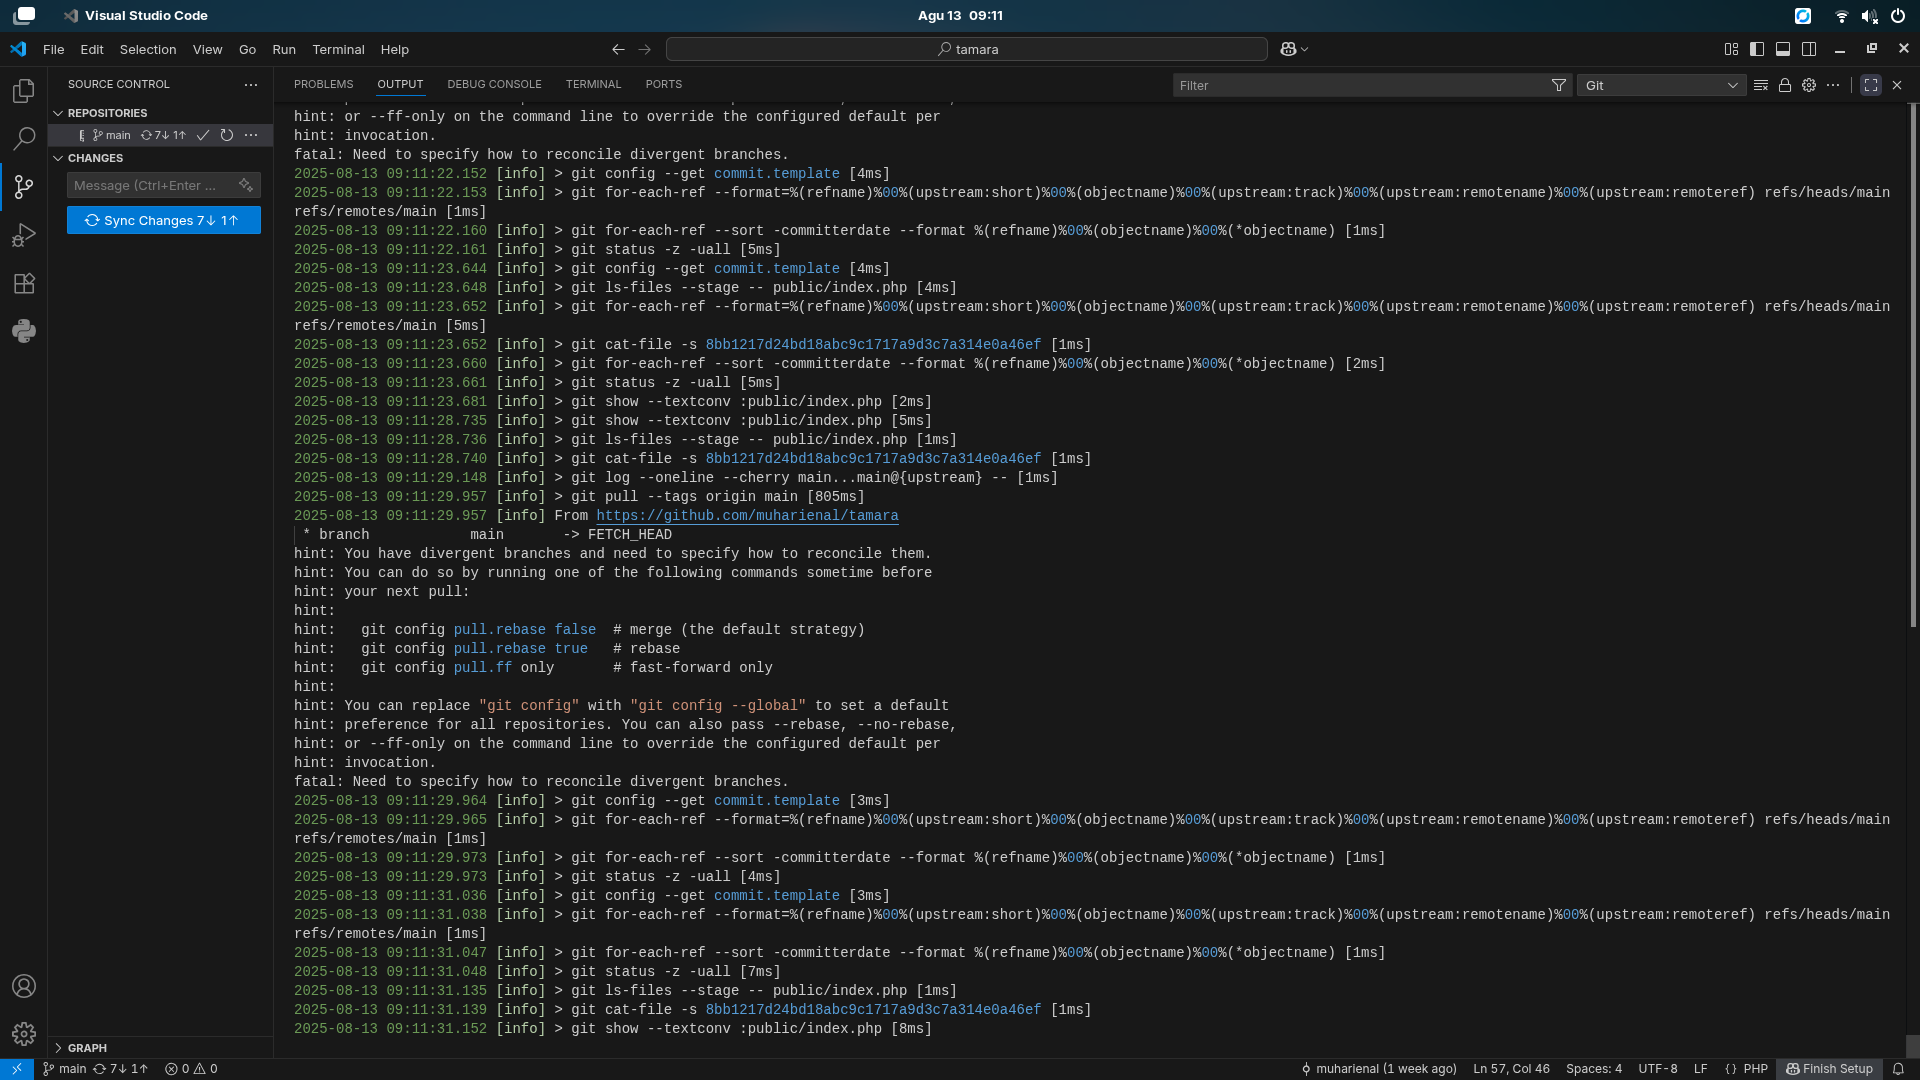 Visual Studio Code
Agu 13 09:11
File Edit Selection View Go Run Terminal Help
tamara
SOURCE CONTROL
REPOSITORIES
main 7↓ 1↑
CHANGES
Message (Ctrl+Enter ...
Sync Changes 7↓ 1↑
GRAPH
PROBLEMS OUTPUT DEBUG CONSOLE TERMINAL PORTS
Filter
Git
hint: or --ff-only on the command line to override the configured default per
hint: invocation.
fatal: Need to specify how to reconcile divergent branches.
2025-08-13 09:11:22.152 [info] > git config --get commit.template [4ms]
2025-08-13 09:11:22.153 [info] > git for-each-ref --format=%(refname)%00%(upstream:short)%00%(objectname)%00%(upstream:track)%00%(upstream:remotename)%00%(upstream:remoteref) refs/heads/main
refs/remotes/main [1ms]
2025-08-13 09:11:22.160 [info] > git for-each-ref --sort -committerdate --format %(refname)%00%(objectname)%00%(*objectname) [1ms]
2025-08-13 09:11:22.161 [info] > git status -z -uall [5ms]
2025-08-13 09:11:23.644 [info] > git config --get commit.template [4ms]
2025-08-13 09:11:23.648 [info] > git ls-files --stage -- public/index.php [4ms]
2025-08-13 09:11:23.652 [info] > git for-each-ref --format=%(refname)%00%(upstream:short)%00%(objectname)%00%(upstream:track)%00%(upstream:remotename)%00%(upstream:remoteref) refs/heads/main
refs/remotes/main [5ms]
2025-08-13 09:11:23.652 [info] > git cat-file -s 8bb1217d24bd18abc9c1717a9d3c7a314e0a46ef [1ms]
2025-08-13 09:11:23.660 [info] > git for-each-ref --sort -committerdate --format %(refname)%00%(objectname)%00%(*objectname) [2ms]
2025-08-13 09:11:23.661 [info] > git status -z -uall [5ms]
2025-08-13 09:11:23.681 [info] > git show --textconv :public/index.php [2ms]
2025-08-13 09:11:28.735 [info] > git show --textconv :public/index.php [5ms]
2025-08-13 09:11:28.736 [info] > git ls-files --stage -- public/index.php [1ms]
2025-08-13 09:11:28.740 [info] > git cat-file -s 8bb1217d24bd18abc9c1717a9d3c7a314e0a46ef [1ms]
2025-08-13 09:11:29.148 [info] > git log --oneline --cherry main...main@{upstream} -- [1ms]
2025-08-13 09:11:29.957 [info] > git pull --tags origin main [805ms]
2025-08-13 09:11:29.957 [info] From https://github.com/muharienal/tamara
* branch            main       -> FETCH_HEAD
hint: You have divergent branches and need to specify how to reconcile them.
hint: You can do so by running one of the following commands sometime before
hint: your next pull:
hint:
hint:   git config pull.rebase false  # merge (the default strategy)
hint:   git config pull.rebase true   # rebase
hint:   git config pull.ff only       # fast-forward only
hint:
hint: You can replace "git config" with "git config --global" to set a default
hint: preference for all repositories. You can also pass --rebase, --no-rebase,
hint: or --ff-only on the command line to override the configured default per
hint: invocation.
fatal: Need to specify how to reconcile divergent branches.
2025-08-13 09:11:29.964 [info] > git config --get commit.template [3ms]
2025-08-13 09:11:29.965 [info] > git for-each-ref --format=%(refname)%00%(upstream:short)%00%(objectname)%00%(upstream:track)%00%(upstream:remotename)%00%(upstream:remoteref) refs/heads/main
refs/remotes/main [1ms]
2025-08-13 09:11:29.973 [info] > git for-each-ref --sort -committerdate --format %(refname)%00%(objectname)%00%(*objectname) [1ms]
2025-08-13 09:11:29.973 [info] > git status -z -uall [4ms]
2025-08-13 09:11:31.036 [info] > git config --get commit.template [3ms]
2025-08-13 09:11:31.038 [info] > git for-each-ref --format=%(refname)%00%(upstream:short)%00%(objectname)%00%(upstream:track)%00%(upstream:remotename)%00%(upstream:remoteref) refs/heads/main
refs/remotes/main [1ms]
2025-08-13 09:11:31.047 [info] > git for-each-ref --sort -committerdate --format %(refname)%00%(objectname)%00%(*objectname) [1ms]
2025-08-13 09:11:31.048 [info] > git status -z -uall [7ms]
2025-08-13 09:11:31.135 [info] > git ls-files --stage -- public/index.php [1ms]
2025-08-13 09:11:31.139 [info] > git cat-file -s 8bb1217d24bd18abc9c1717a9d3c7a314e0a46ef [1ms]
2025-08-13 09:11:31.152 [info] > git show --textconv :public/index.php [8ms]
main 7↓ 1↑ 0 0 muharienal (1 week ago) Ln 57, Col 46 Spaces: 4 UTF-8 LF {} PHP Finish Setup